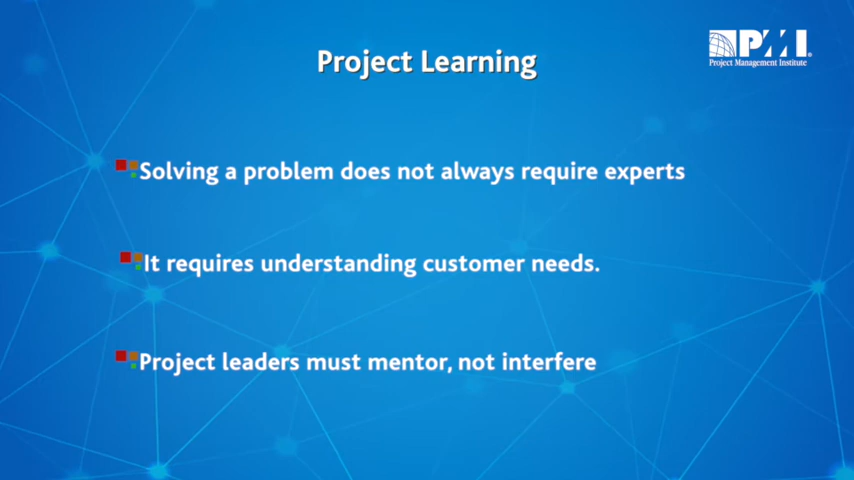 Project Learning
PMI®
Project Management Institute
Solving a problem does not always require experts
It requires understanding customer needs.
Project leaders must mentor, not interfere